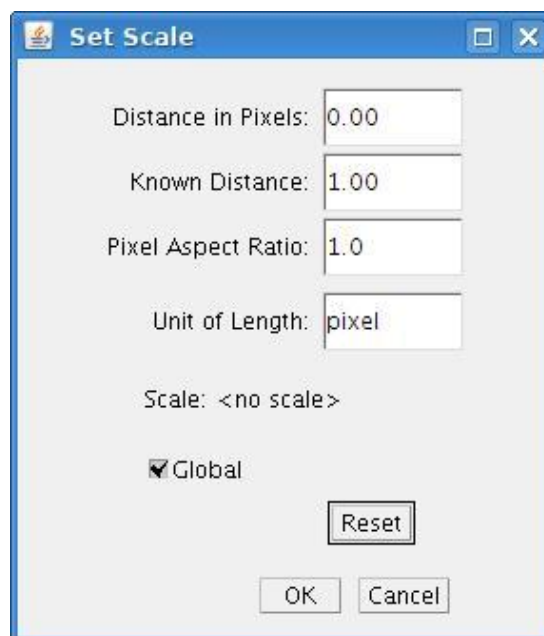 Set Scale
Distance in Pixels: 0.00
Known Distance: 1.00
Pixel Aspect Ratio: 1.0
Unit of Length: pixel
Scale: <no scale>
Global
Reset
OK Cancel